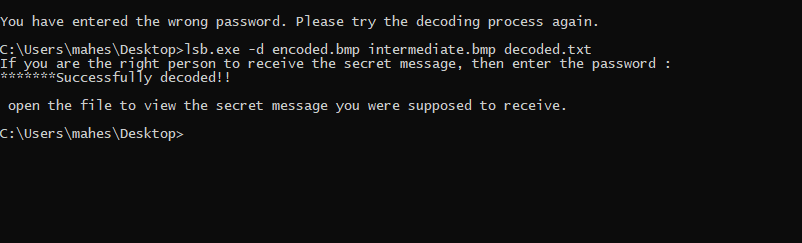 You have entered the wrong password. Please try the decoding process again.
C:\Users\mahes\Desktop>lsb.exe -d encoded.bmp intermediate.bmp decoded.txt
If you are the right person to receive the secret message, then enter the password :
*******Successfully decoded!!
open the file to view the secret message you were supposed to receive.
C:\Users\mahes\Desktop>